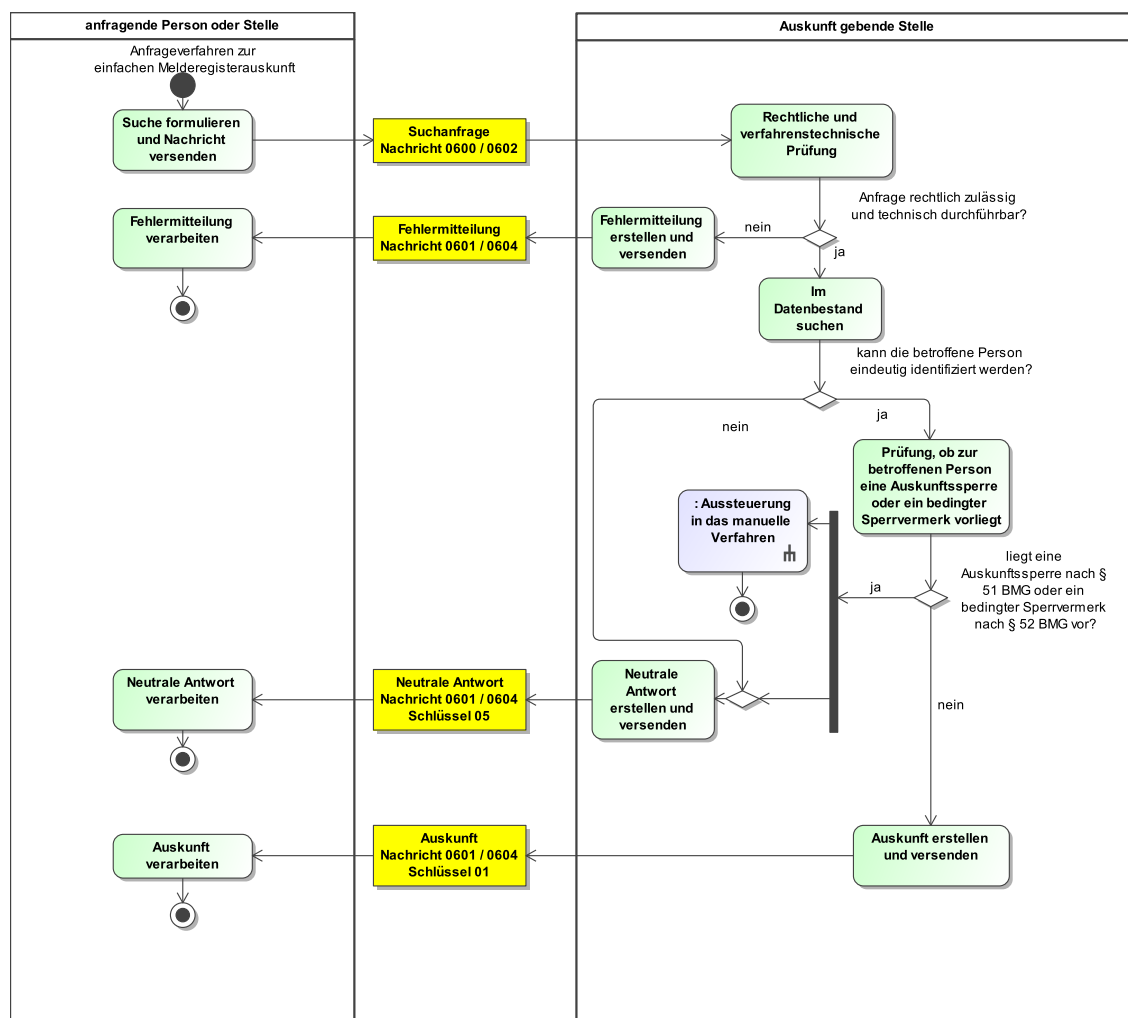 anfragende Person oder Stelle
Auskunft gebende Stelle
Anfrageverfahren zur
einfachen Melderegisterauskunft
Suche formulieren
und Nachricht
versenden
Suchanfrage
Nachricht 0600 / 0602
Rechtliche und
verfahrenstechnische
Prüfung
Anfrage rechtlich zulässig
und technisch durchführbar?
Fehlermitteilung
verarbeiten
Fehlermitteilung
Nachricht 0601 / 0604
Fehlermitteilung
erstellen und
versenden
nein
ja
Im
Datenbestand
suchen
kann die betroffene Person
eindeutig identifiziert werden?
nein
ja
Prüfung, ob zur
betroffenen Person
eine Auskunftssperre
oder ein bedingter
Sperrvermerk vorliegt
: Aussteuerung
in das manuelle
Verfahren
liegt eine
Auskunftssperre nach §
51 BMG oder ein
bedingter Sperrvermerk
nach § 52 BMG vor?
ja
nein
Neutrale Antwort
verarbeiten
Neutrale Antwort
Nachricht 0601 / 0604
Schlüssel 05
Neutrale
Antwort
erstellen und
versenden
Auskunft
verarbeiten
Auskunft
Nachricht 0601 / 0604
Schlüssel 01
Auskunft erstellen
und versenden